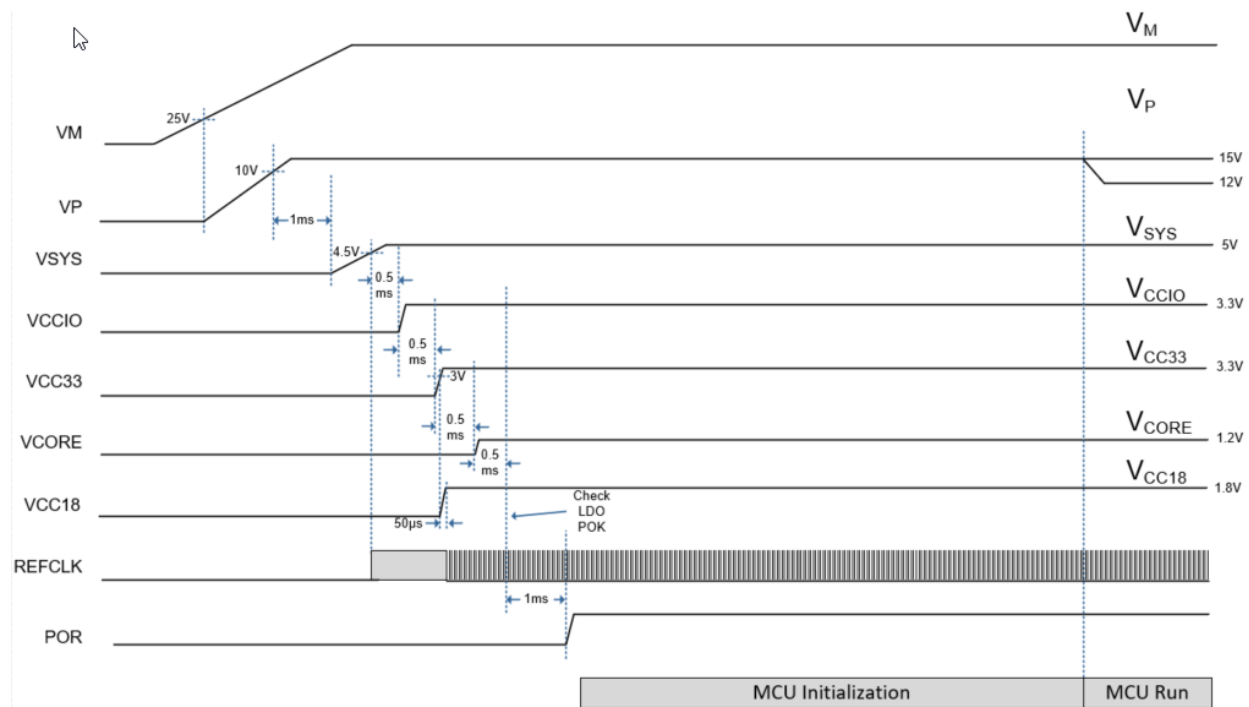 V_M
25V
VM
V_P
15V
10V
12V
VP
1ms
V_SYS
5V
4.5V
VSYS
0.5
ms
V_CCIO
3.3V
VCCIO
0.5
ms
V_CC33
3.3V
3V
VCC33
0.5
ms
V_CORE
1.2V
VCORE
0.5
ms
V_CC18
1.8V
VCC18
Check
LDO
POK
50µs
REFCLK
1ms
POR
MCU Initialization
MCU Run